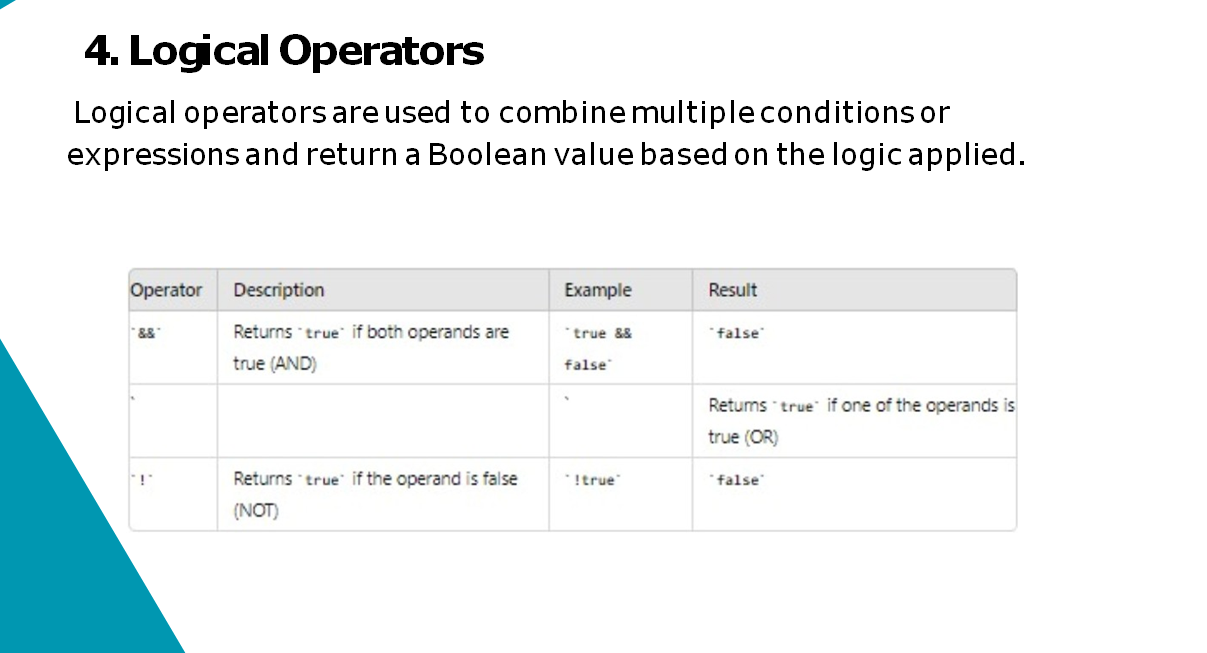 4. Logical Operators
Logical operators are used to combine multiple conditions or
expressions and return a Boolean value based on the logic applied.
Operator Description Example Result
`&&` Returns `true` if both operands are `true && `false`
true (AND) false`
` ` Returns `true` if one of the operands is
true (OR)
`!` Returns `true` if the operand is false `!true` `false`
(NOT)